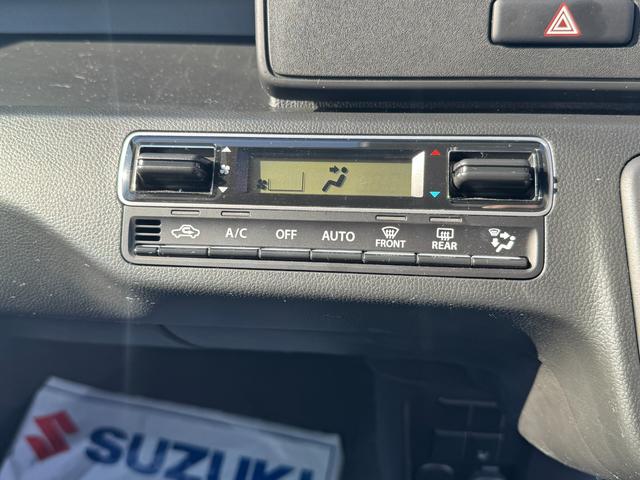 A/C OFF AUTO FRONT REAR
SUZUKI